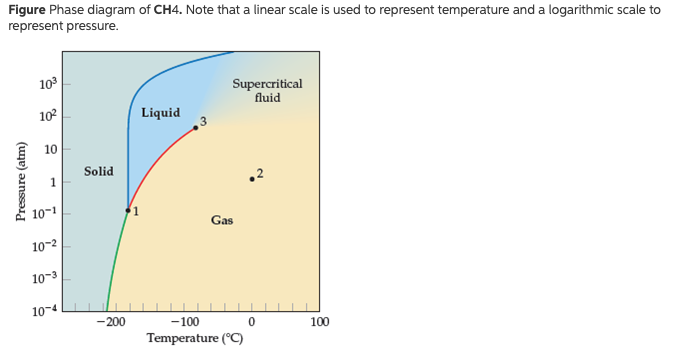 Figure Phase diagram of CH4. Note that a linear scale is used to represent temperature and a logarithmic scale to
represent pressure.
10³
10²
10
1
10⁻¹
10⁻²
10⁻³
10⁻⁴
Pressure (atm)
Solid
Liquid
Supercritical
fluid
Gas
1
2
3
−200
−100
0
100
Temperature (°C)